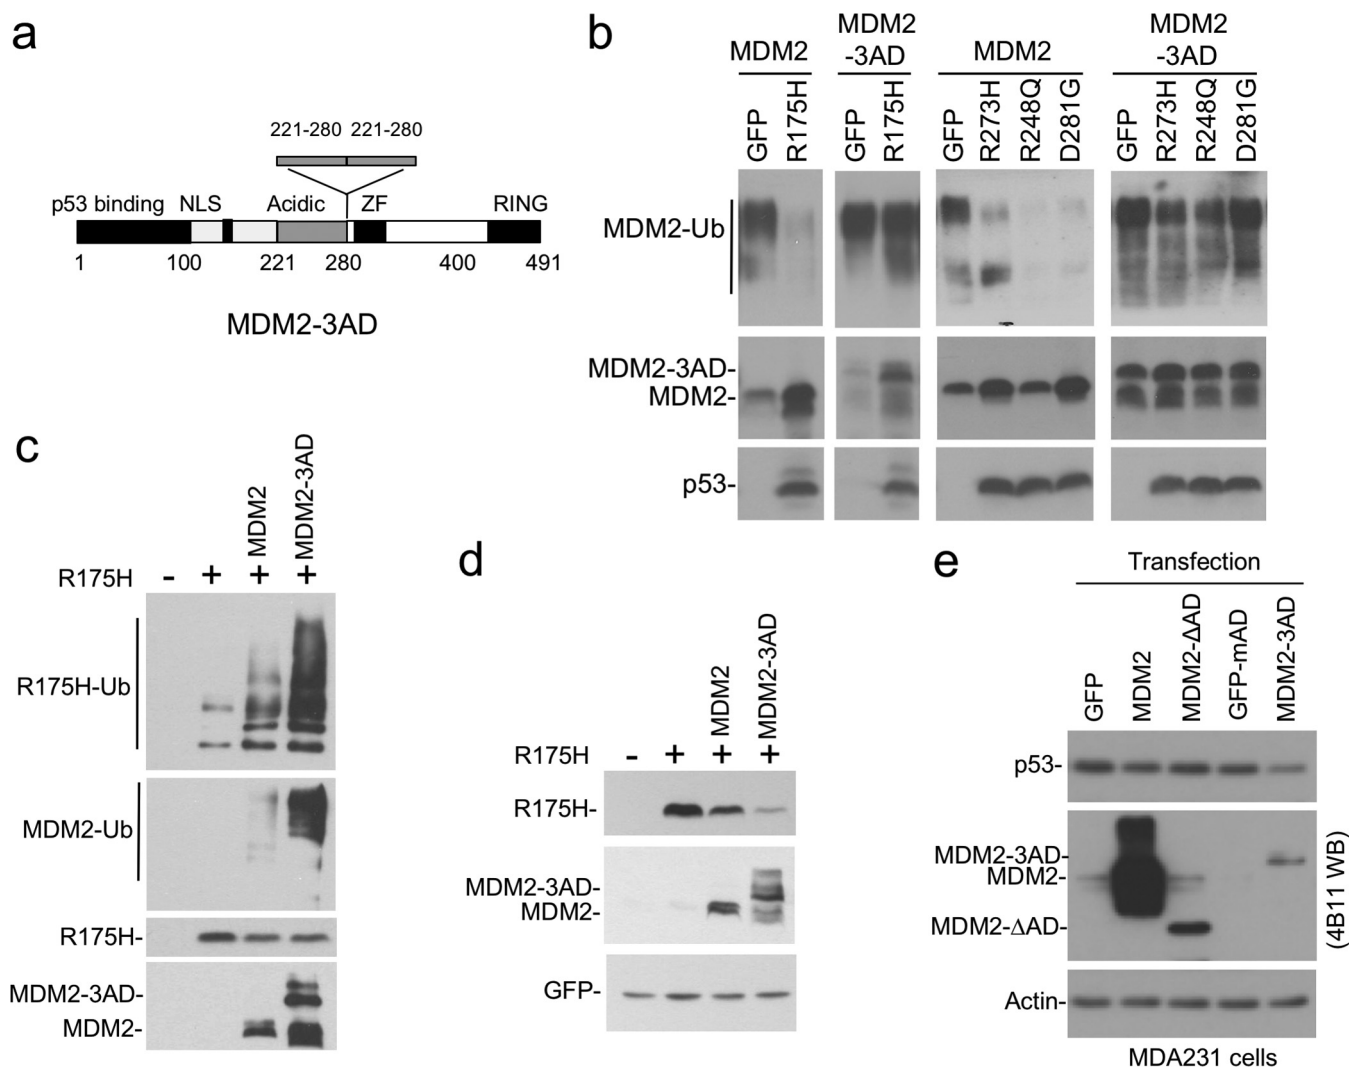 a
221-280 221-280
p53 binding NLS Acidic ZF RING
1 100 221 280 400 491
MDM2-3AD
b
MDM2 MDM2-3AD MDM2 MDM2-3AD
GFP R175H GFP R175H GFP R273H R248Q D281G GFP R273H R248Q D281G
MDM2-Ub
MDM2-3AD-
MDM2-
p53-
c
MDM2 MDM2-3AD
R175H - + + +
R175H-Ub
MDM2-Ub
R175H-
MDM2-3AD-
MDM2-
d
MDM2 MDM2-3AD
R175H - + + +
R175H-
MDM2-3AD-
MDM2-
GFP-
e
Transfection
GFP MDM2 MDM2-ΔAD GFP-mAD MDM2-3AD
p53-
MDM2-3AD-
MDM2-
MDM2-ΔAD-
(4B11 WB)
Actin-
MDA231 cells